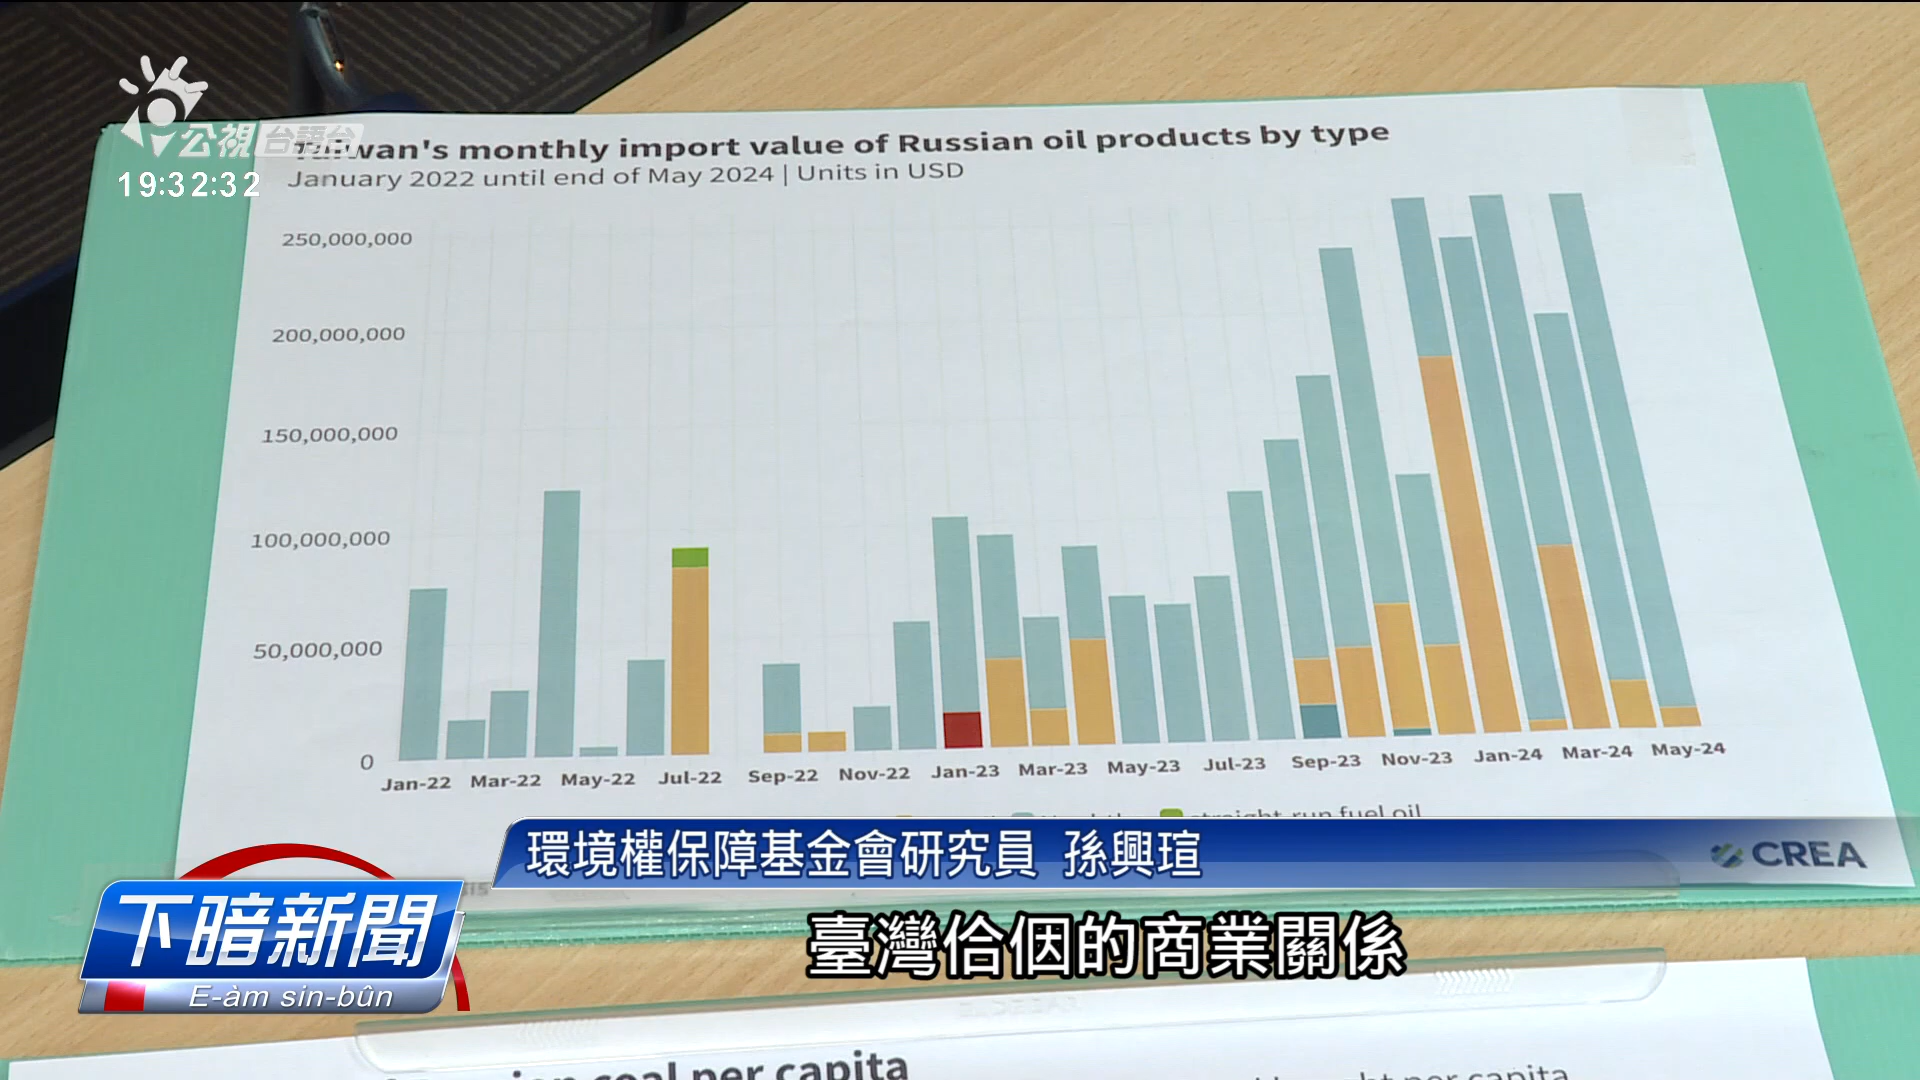 公視台語台
19:32:32
Taiwan's monthly import value of Russian oil products by type
January 2022 until end of May 2024 | Units in USD
250,000,000
200,000,000
150,000,000
100,000,000
50,000,000
0
Jan-22 Mar-22 May-22 Jul-22 Sep-22 Nov-22 Jan-23 Mar-23 May-23 Jul-23 Sep-23 Nov-23 Jan-24 Mar-24 May-24
straight-run fuel oil
CREA
環境權保障基金會研究員 孫興瑄
下暗新聞
E-àm sin-bûn
臺灣佮𪜶的商業關係
coal per capita
per capita